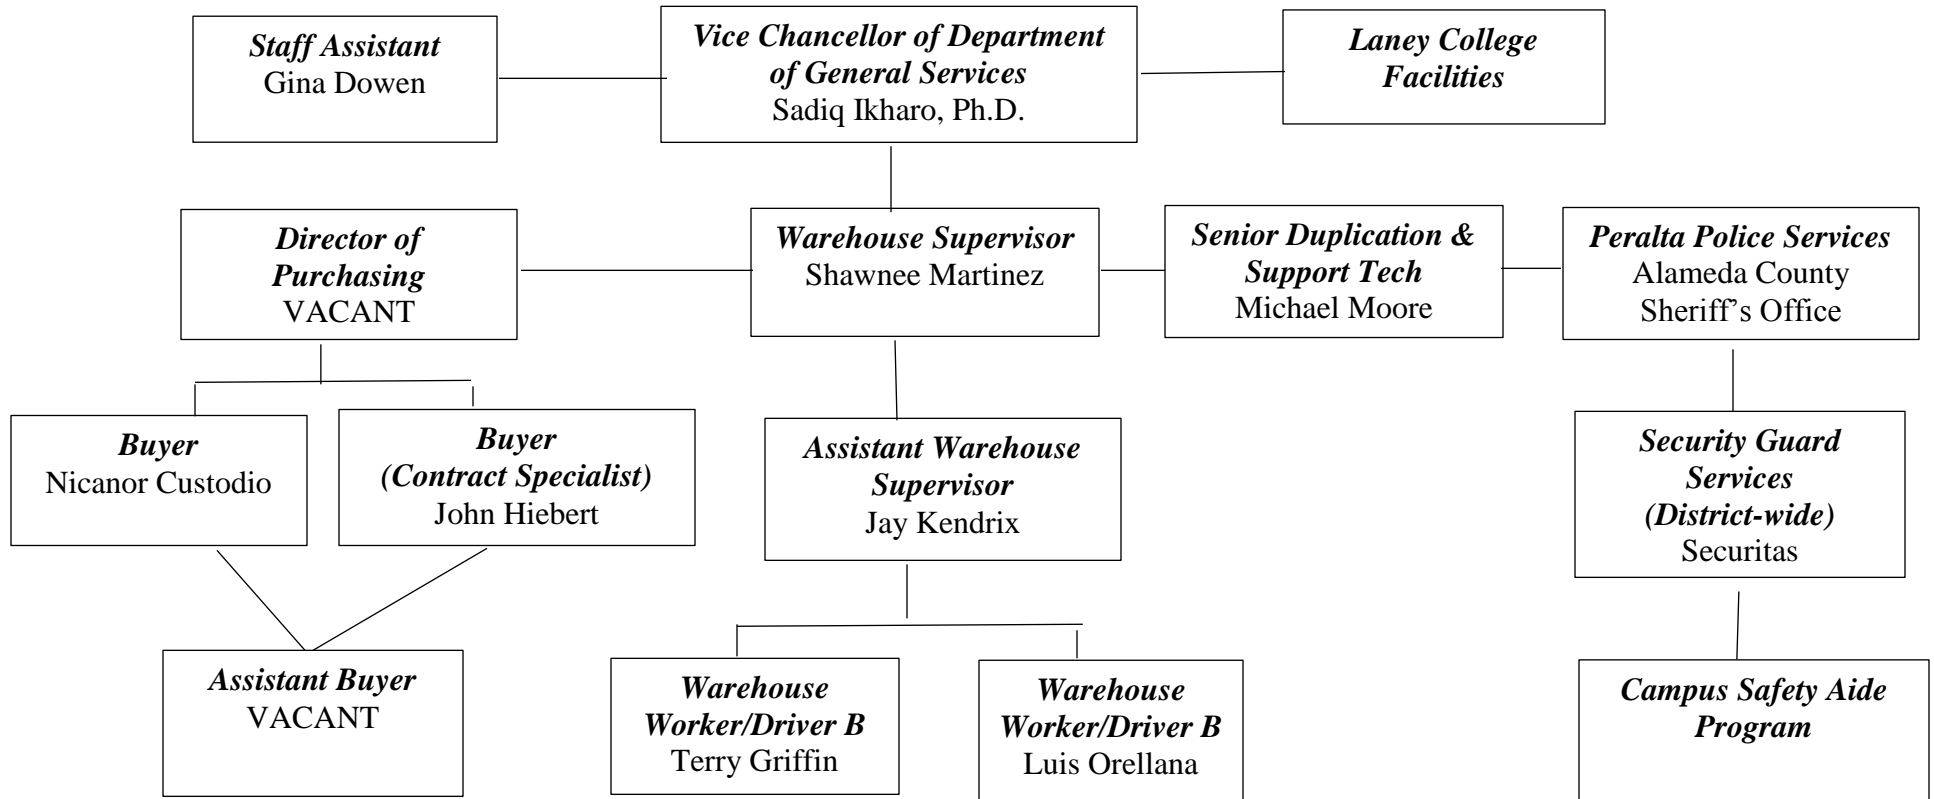 Staff Assistant
Gina Dowen
Vice Chancellor of Department
of General Services
Sadiq Ikharo, Ph.D.
Laney College
Facilities
Director of
Purchasing
VACANT
Warehouse Supervisor
Shawnee Martinez
Senior Duplication &
Support Tech
Michael Moore
Peralta Police Services
Alameda County
Sheriff’s Office
Buyer
Nicanor Custodio
Buyer
(Contract Specialist)
John Hiebert
Assistant Warehouse
Supervisor
Jay Kendrix
Security Guard
Services
(District-wide)
Securitas
Assistant Buyer
VACANT
Warehouse
Worker/Driver B
Terry Griffin
Warehouse
Worker/Driver B
Luis Orellana
Campus Safety Aide
Program